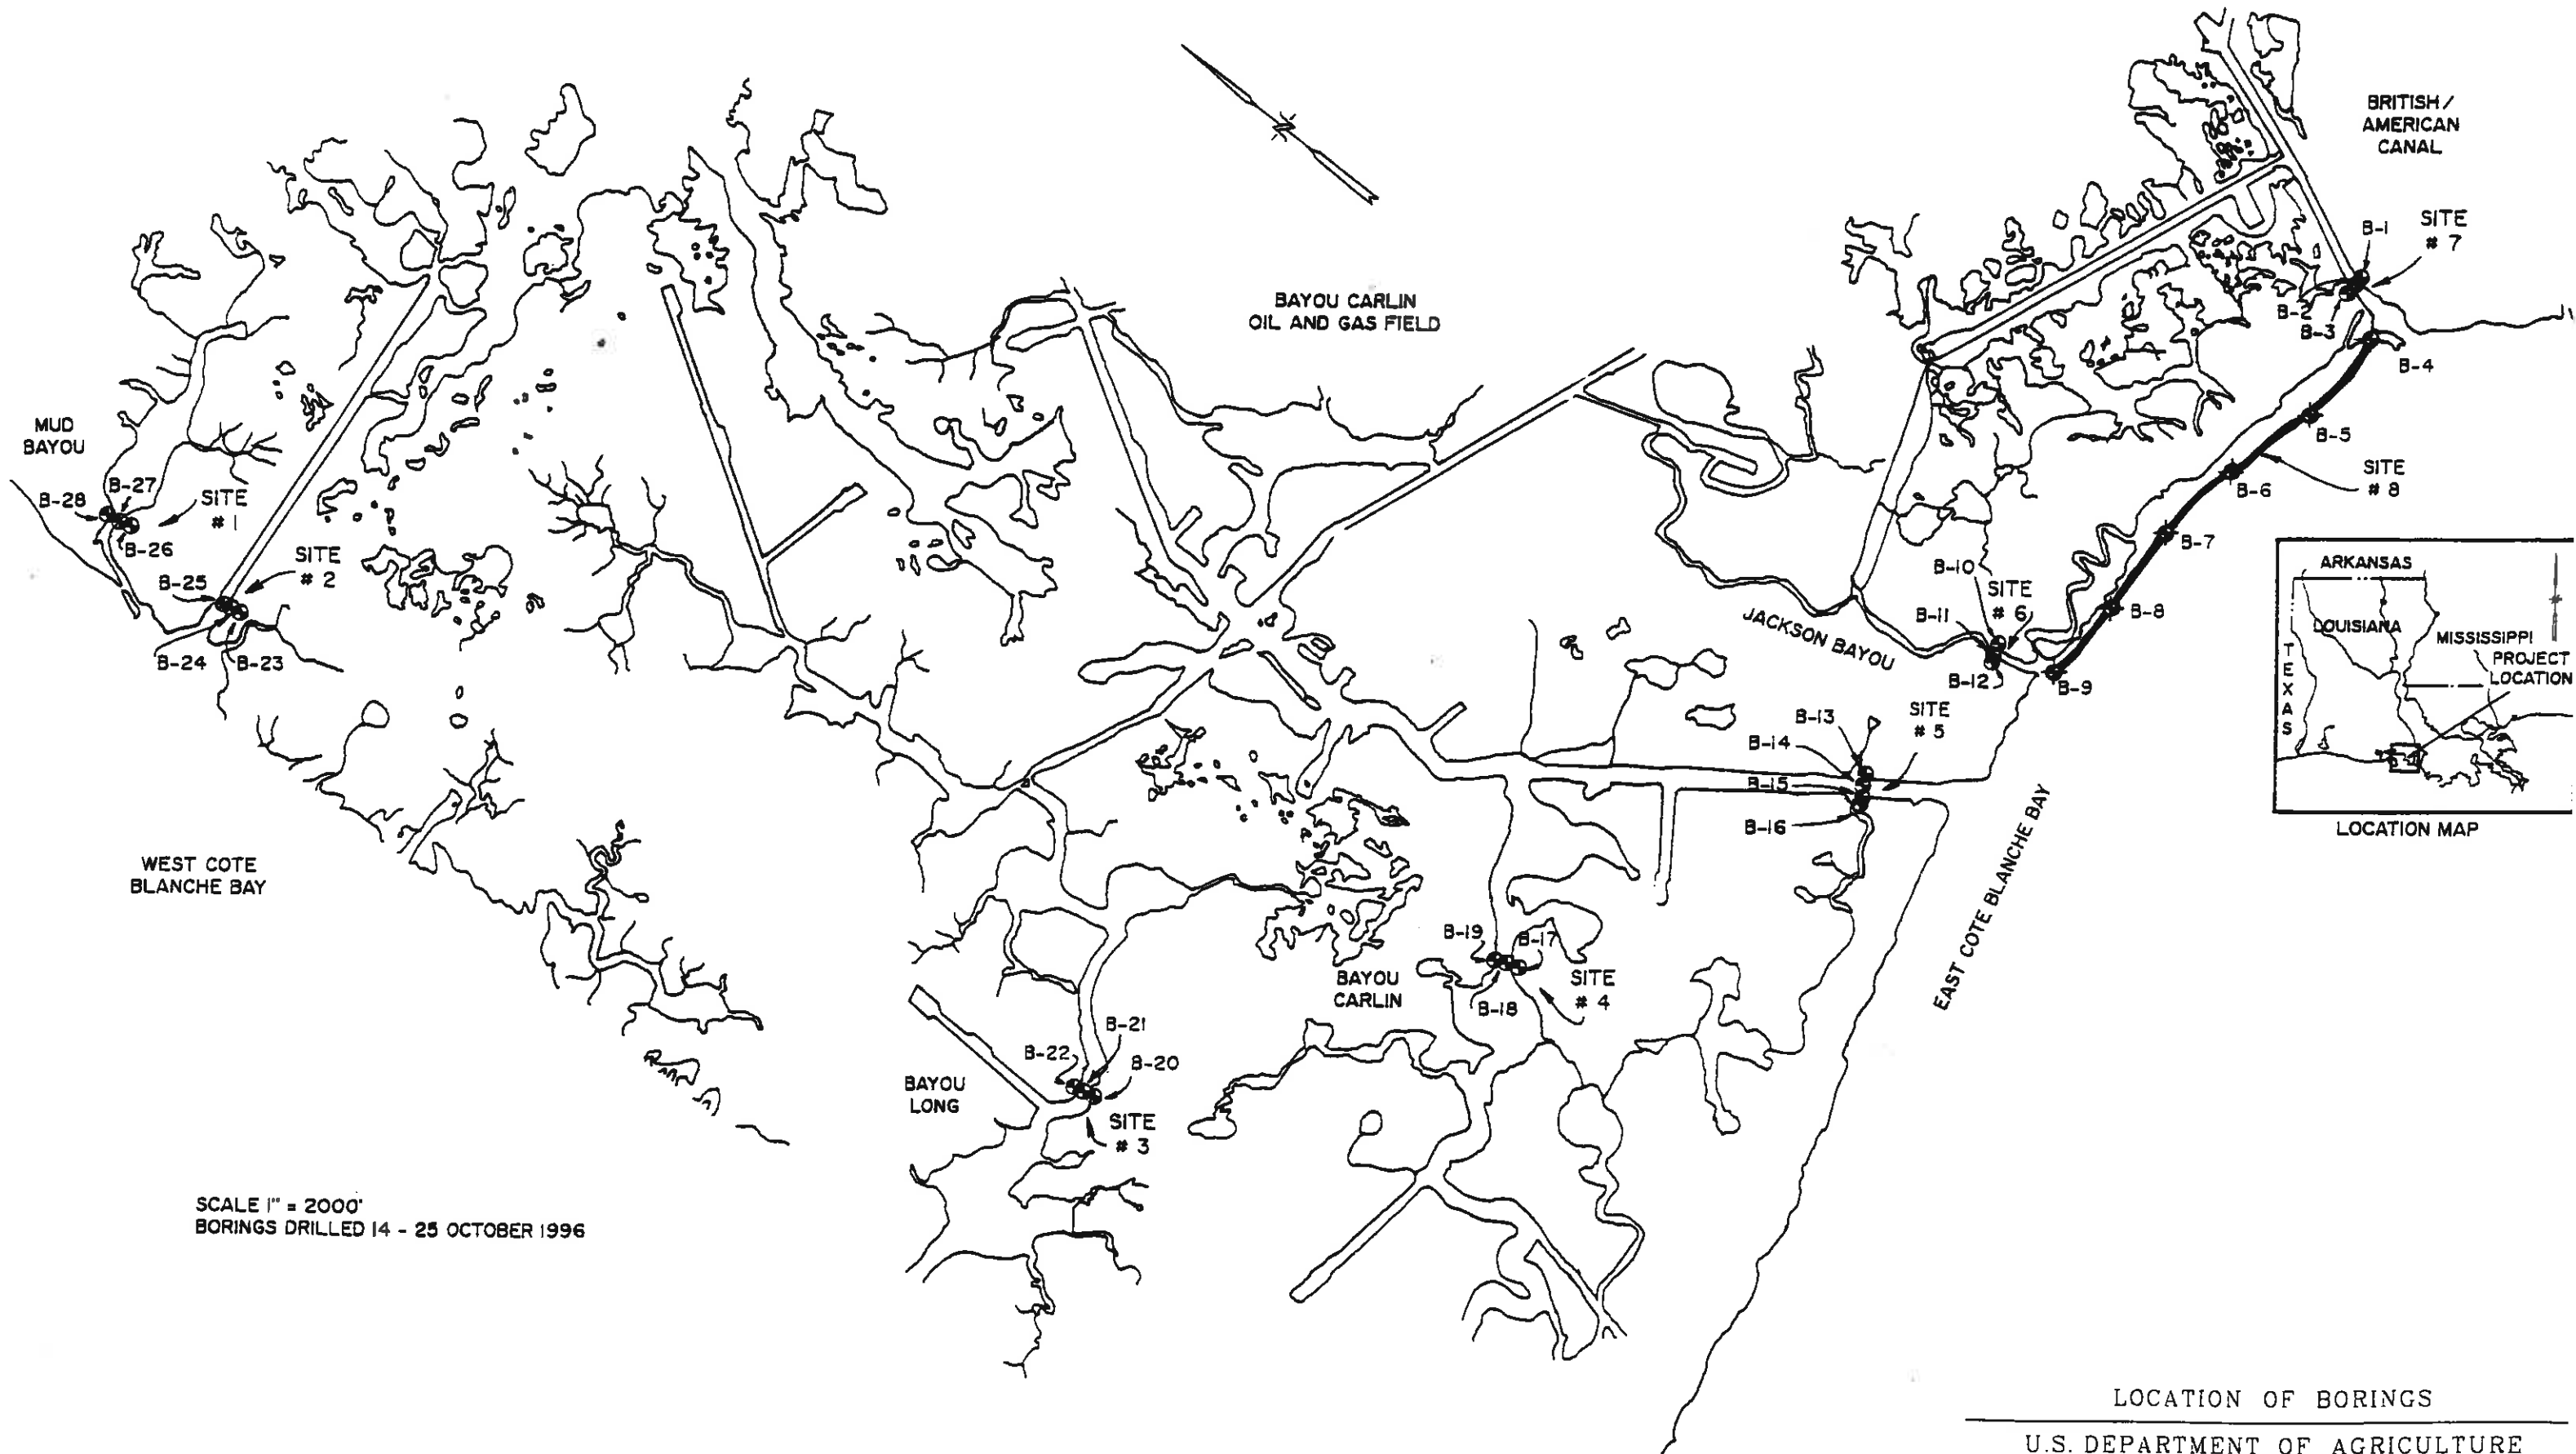 BRITISH /
AMERICAN
CANAL
B-1
SITE
# 7
B-2
B-3
B-4
BAYOU CARLIN
OIL AND GAS FIELD
MUD
BAYOU
B-5
B-6
SITE
# 8
B-7
B-8
B-9
B-28
B-27
SITE
# 1
B-26
B-25
SITE
# 2
B-24
B-23
B-10
SITE
# 6
B-11
B-12
JACKSON BAYOU
ARKANSAS
LOUISIANA
MISSISSIPPI
TEXAS
PROJECT
LOCATION
LOCATION MAP
B-13
SITE
# 5
B-14
B-15
B-16
EAST COTE BLANCHE BAY
WEST COTE
BLANCHE BAY
B-19
B-17
BAYOU
CARLIN
SITE
# 4
B-18
B-21
B-22
B-20
BAYOU
LONG
SITE
# 3
SCALE 1" = 2000'
BORINGS DRILLED 14 - 25 OCTOBER 1996
LOCATION OF BORINGS
U.S. DEPARTMENT OF AGRICULTURE